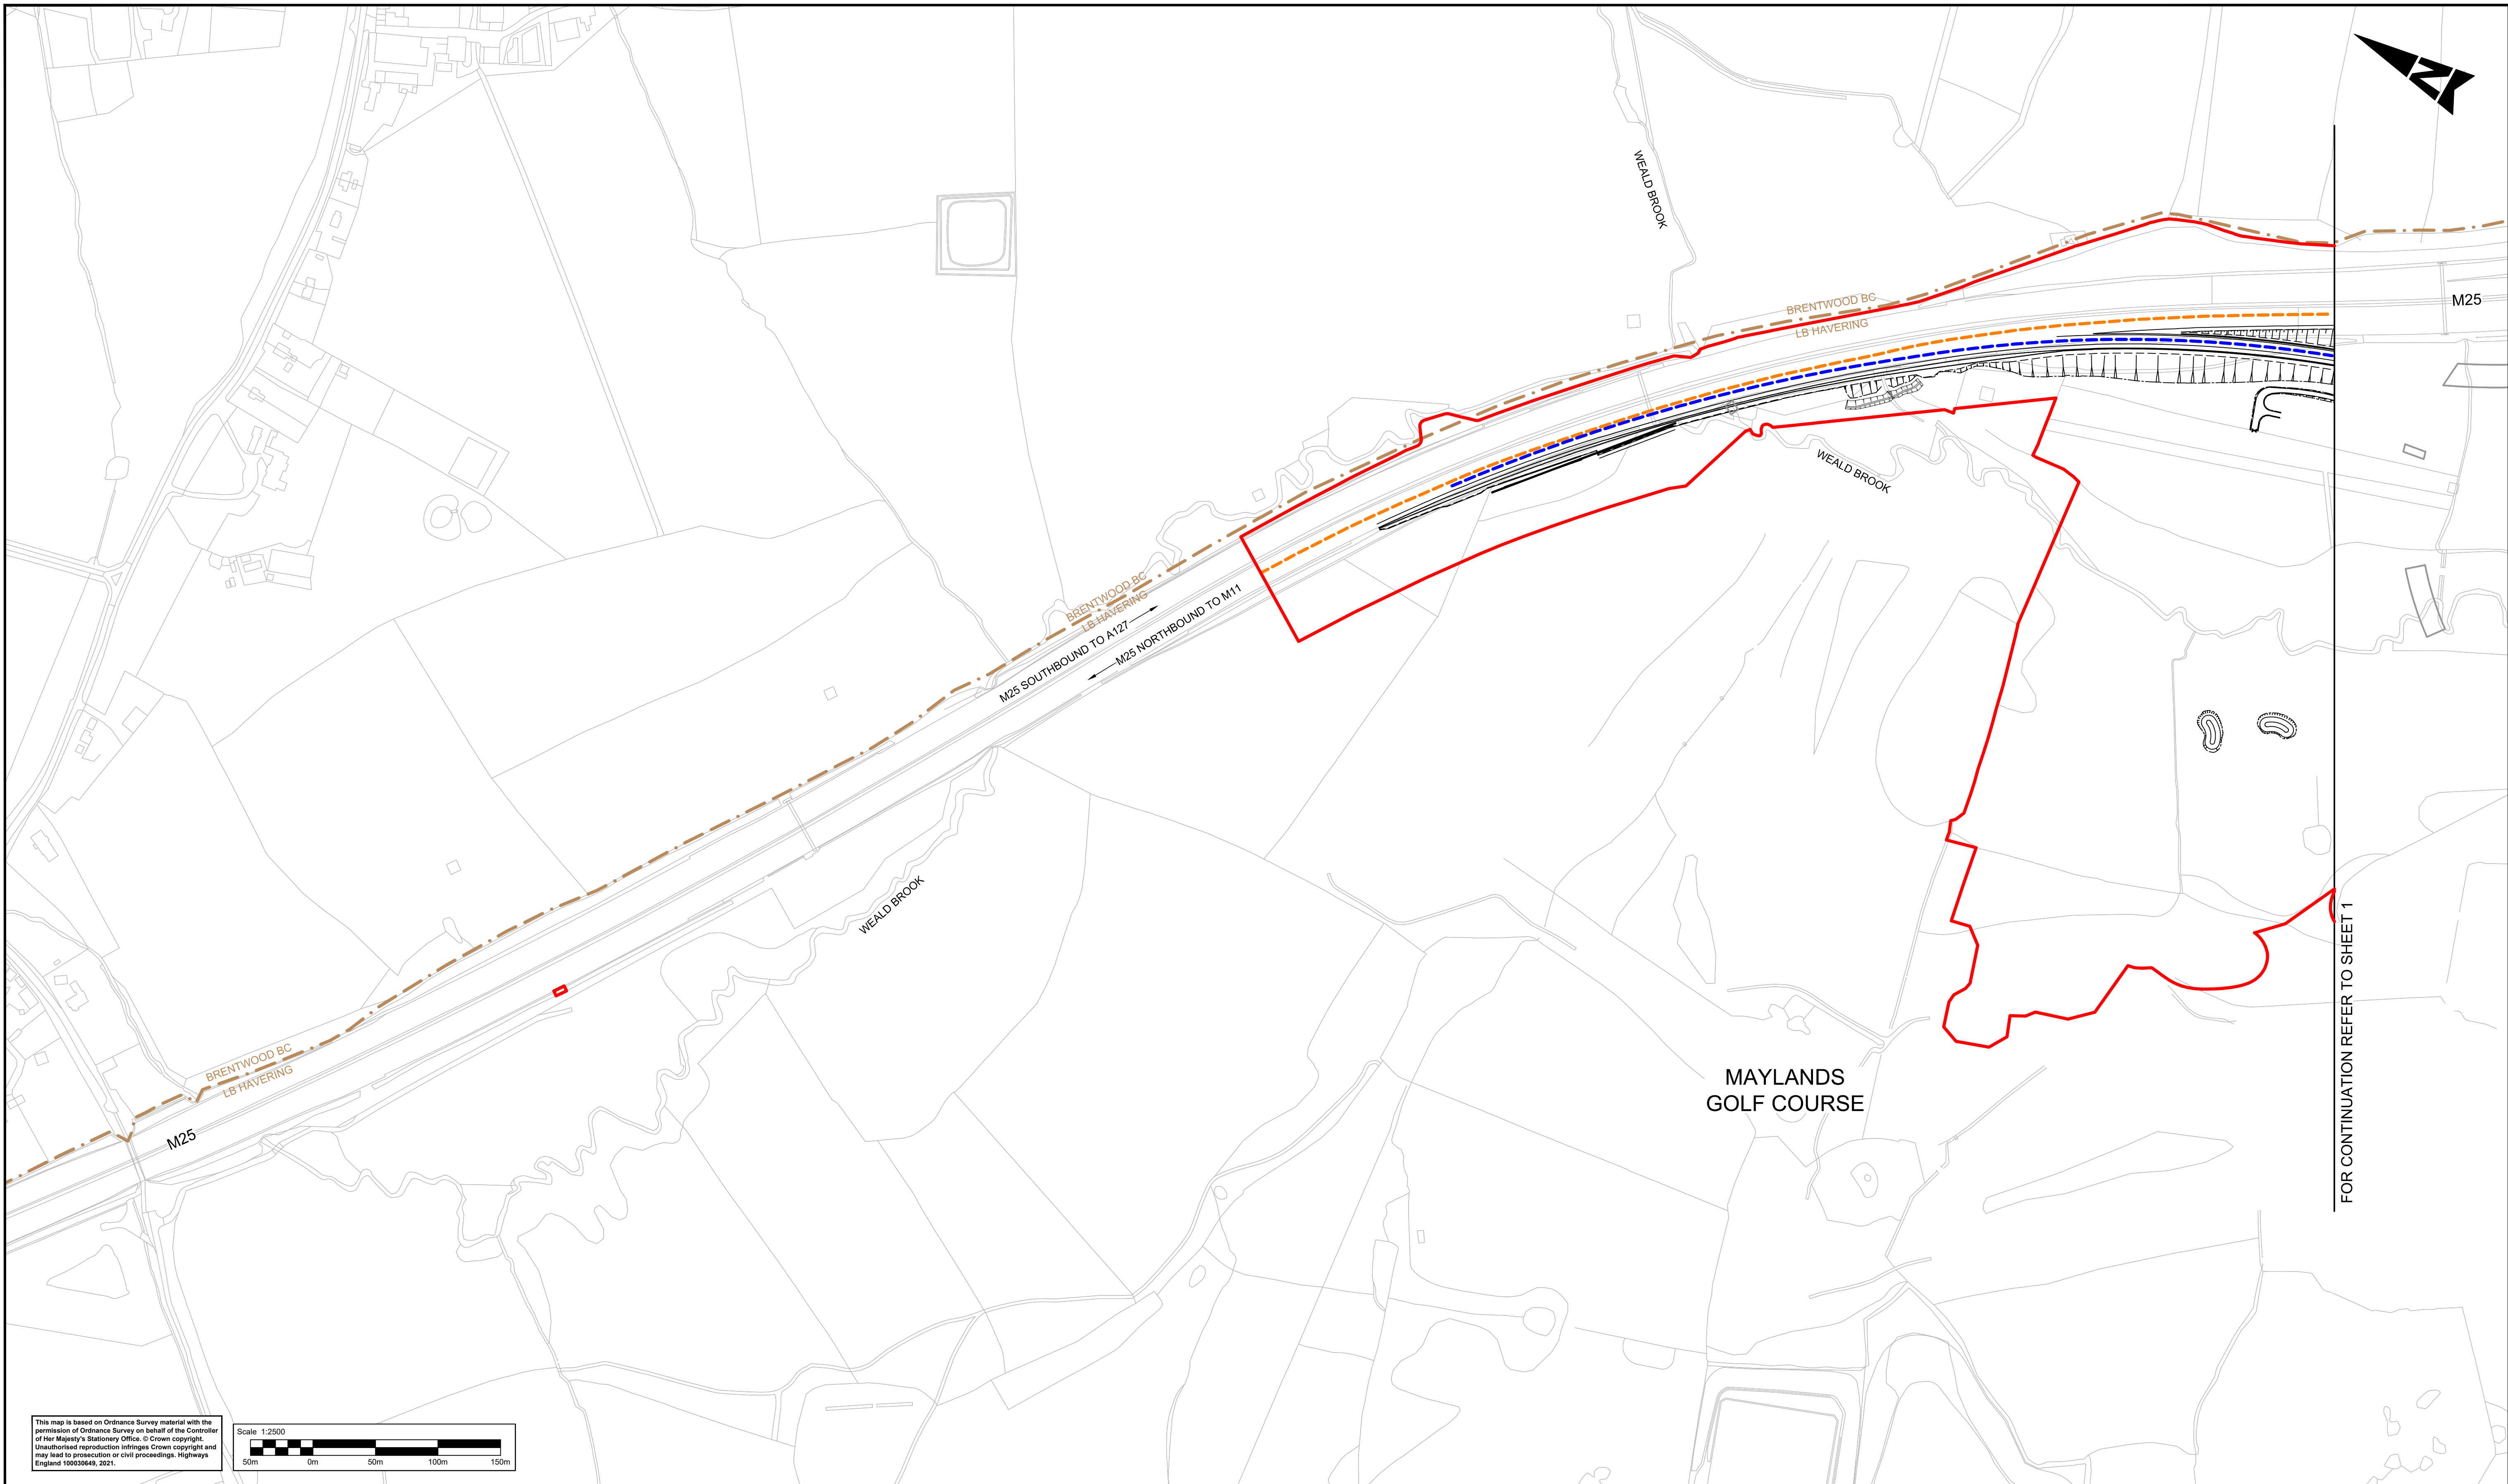 N
WEALD BROOK
BRENTWOOD BC
LB HAVERING
M25
WEALD BROOK
BRENTWOOD BC
LB HAVERING
M25 SOUTHBOUND TO A127
M25 NORTHBOUND TO M11
WEALD BROOK
BRENTWOOD BC
LB HAVERING
M25
MAYLANDS
GOLF COURSE
FOR CONTINUATION REFER TO SHEET 1
This map is based on Ordnance Survey material with the
permission of Ordnance Survey on behalf of the Controller
of Her Majesty's Stationery Office. © Crown copyright.
Unauthorised reproduction infringes Crown copyright and
may lead to prosecution or civil proceedings. Highways
England 100030649, 2021.
Scale 1:2500
50m 0m 50m 100m 150m